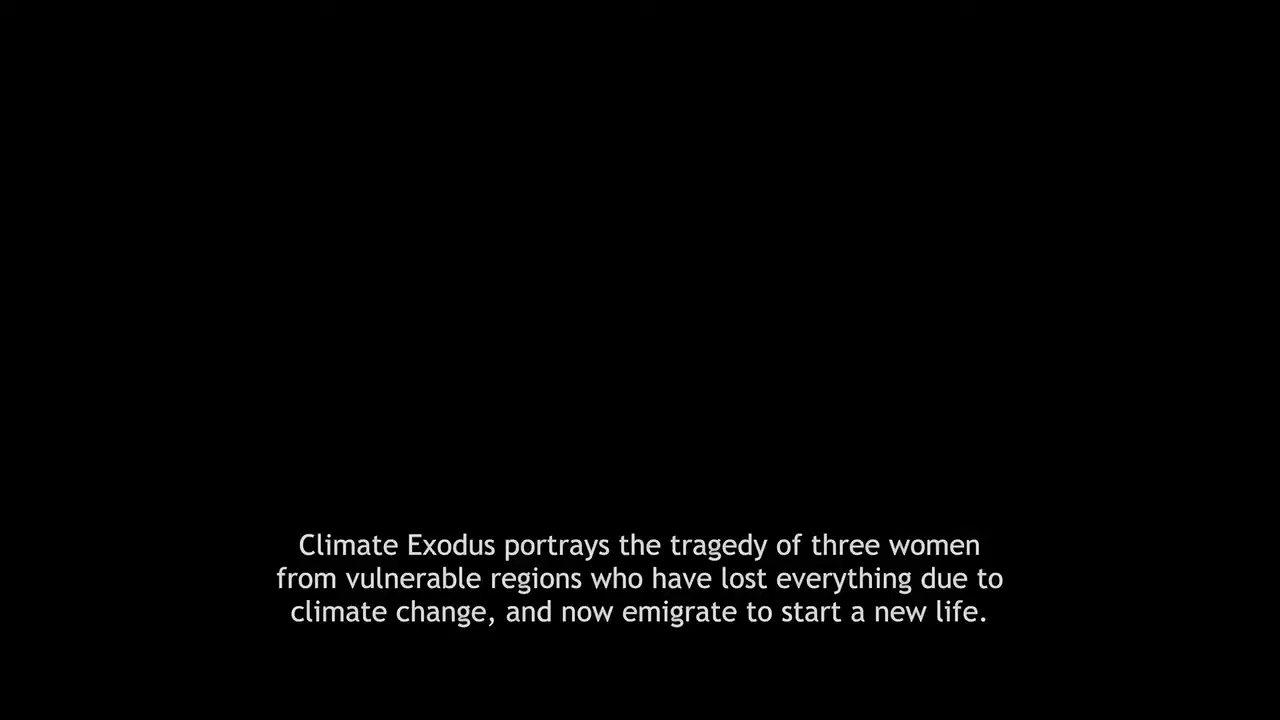 Climate Exodus portrays the tragedy of three women
from vulnerable regions who have lost everything due to
climate change, and now emigrate to start a new life.